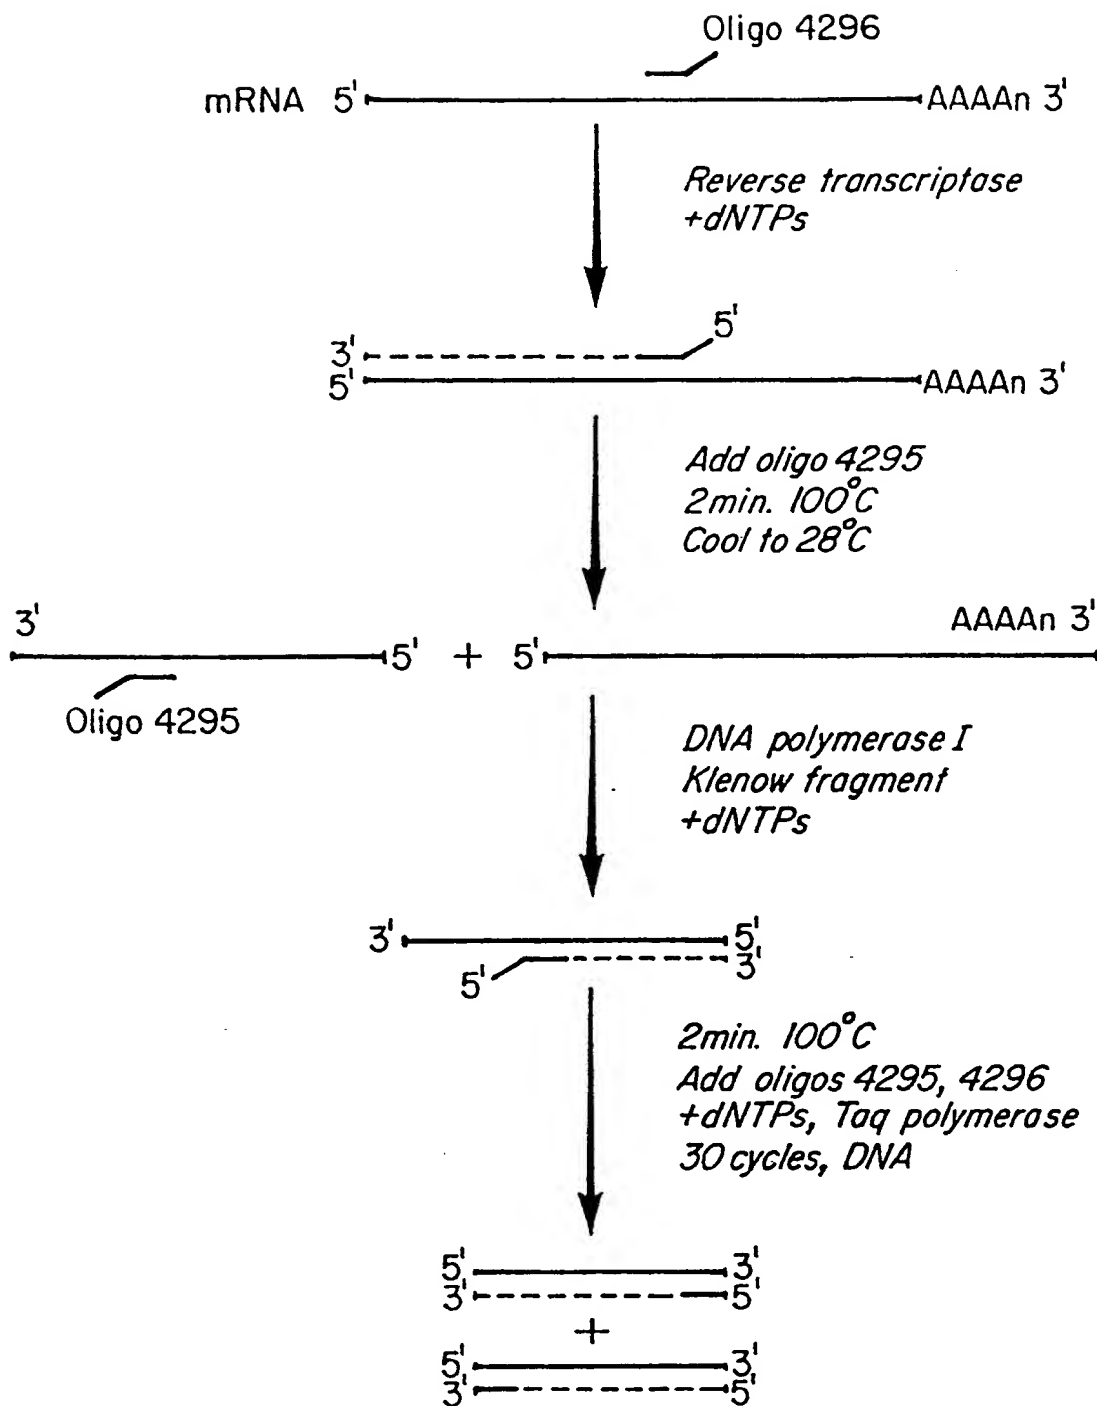 Oligo 4296
mRNA 5' AAAAn 3'
Reverse transcriptase
+dNTPs
5'
3'
5' AAAAn 3'
Add oligo 4295
2min. 100°C
Cool to 28°C
3' AAAAn 3'
5' + 5'
Oligo 4295
DNA polymerase I
Klenow fragment
+dNTPs
3' 5'
5' 3'
2min. 100°C
Add oligos 4295, 4296
+dNTPs, Taq polymerase
30 cycles, DNA
5' 3'
3' 5'
+
5' 3'
3' 5'